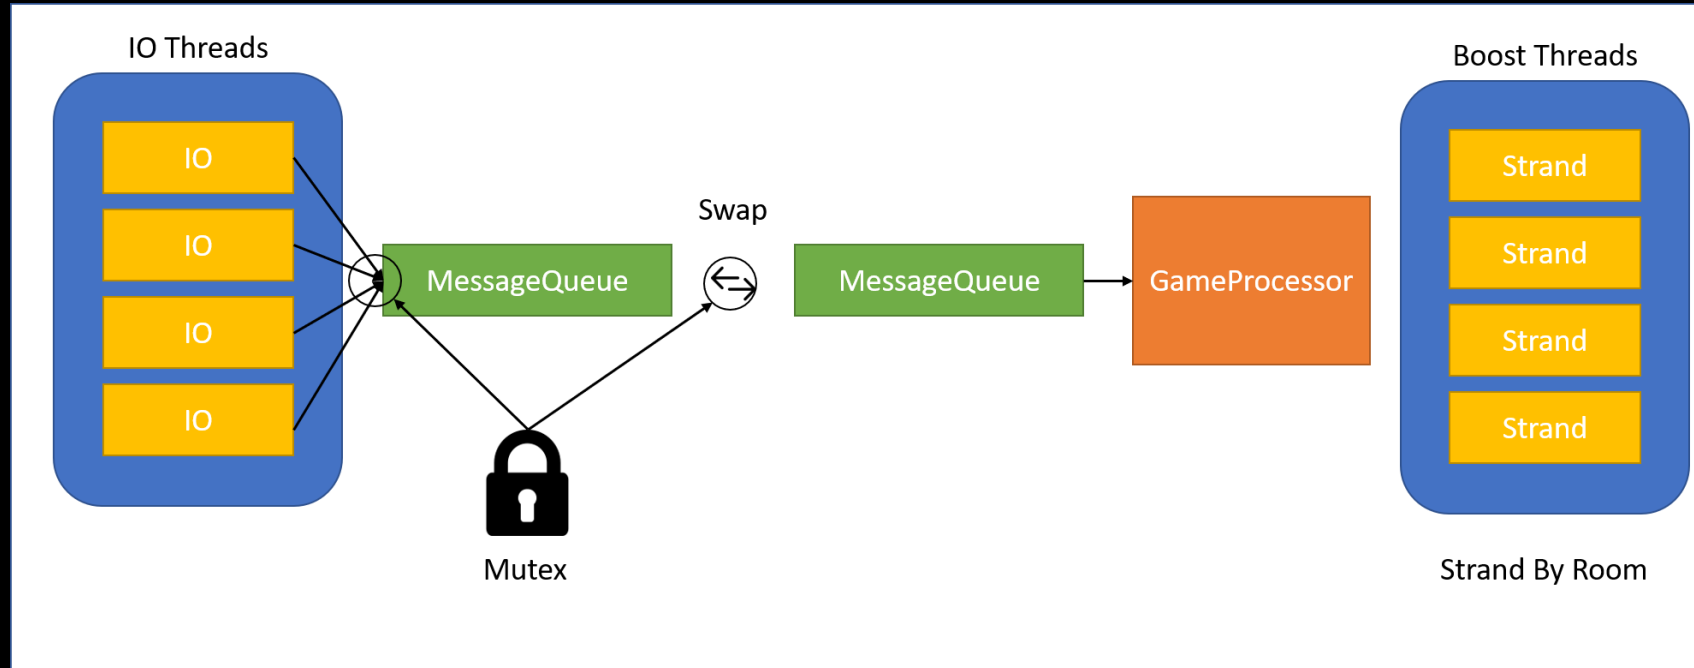 IO Threads
IO
IO
IO
IO
MessageQueue
Swap
MessageQueue
Mutex
GameProcessor
Boost Threads
Strand
Strand
Strand
Strand
Strand By Room